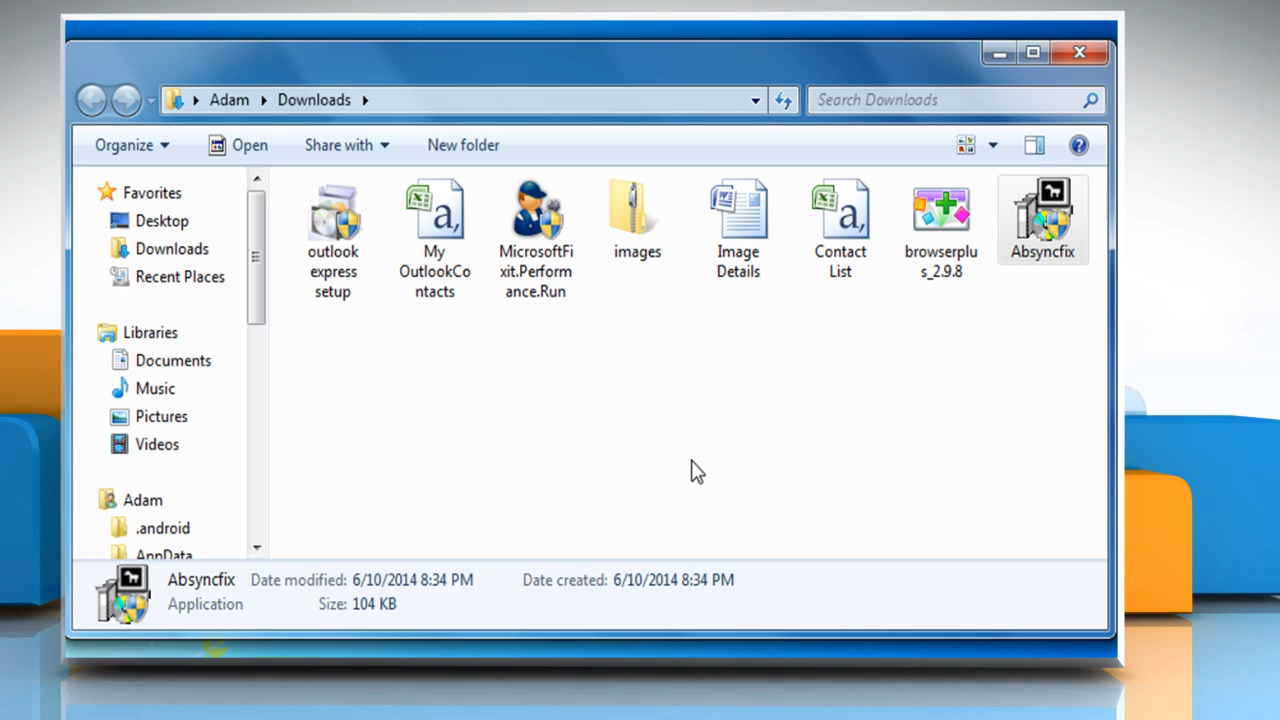 Adam
Downloads
Search Downloads
Organize
Open
Share with
New folder
Favorites
Desktop
Downloads
Recent Places
Libraries
Documents
Music
Pictures
Videos
Adam
.android
AppData
outlook
express
setup
My
OutlookCo
ntacts
MicrosoftFi
xit.Perform
ance.Run
images
Image
Details
Contact
List
browserplu
s_2.9.8
Absyncfix
Absyncfix Date modified: 6/10/2014 8:34 PM Date created: 6/10/2014 8:34 PM
Application Size: 104 KB